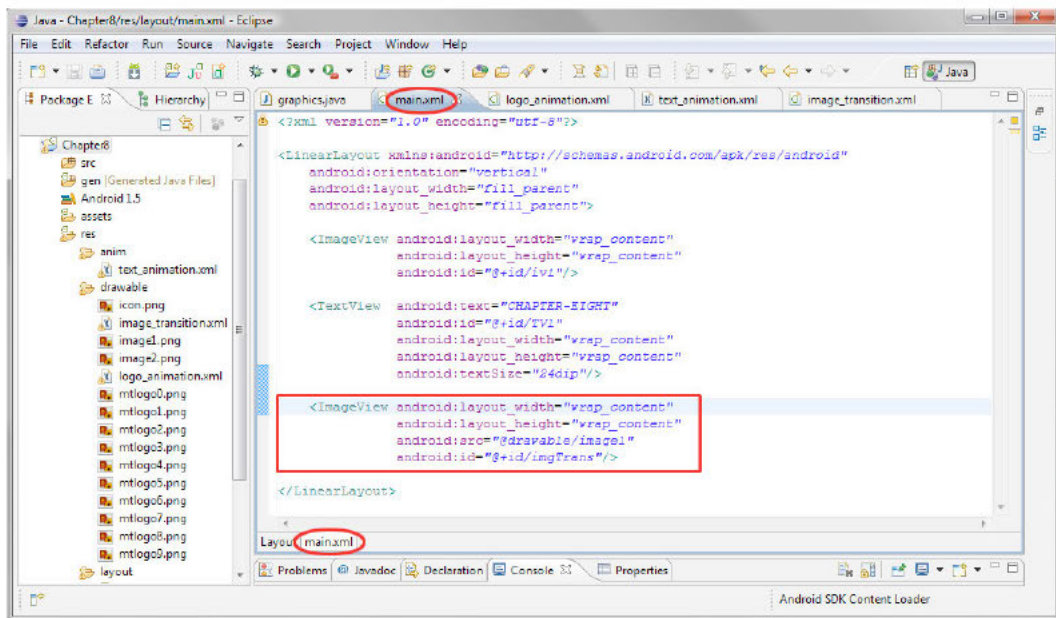 Java - Chapter8/res/layout/main.xml - Eclipse
File Edit Refactor Run Source Navigate Search Project Window Help
Java
Package E Hierarchy
graphics.java main.xml logo_animation.xml text_animation.xml image_transition.xml
Chapter8
src
gen [Generated Java Files]
Android 1.5
assets
res
anim
text_animation.xml
drawable
icon.png
image_transition.xml
image1.png
image2.png
logo_animation.xml
mtlogo0.png
mtlogo1.png
mtlogo2.png
mtlogo3.png
mtlogo4.png
mtlogo5.png
mtlogo6.png
mtlogo7.png
mtlogo8.png
mtlogo9.png
layout
<?xml version="1.0" encoding="utf-8"?>
<LinearLayout xmlns:android="http://schemas.android.com/apk/res/android"
android:orientation="vertical"
android:layout_width="fill_parent"
android:layout_height="fill_parent">
<ImageView android:layout_width="wrap_content"
android:layout_height="wrap_content"
android:id="@+id/iv1"/>
<TextView android:text="CHAPTER-EIGHT"
android:id="@+id/TV1"
android:layout_width="wrap_content"
android:layout_height="wrap_content"
android:textSize="24dip"/>
<ImageView android:layout_width="wrap_content"
android:layout_height="wrap_content"
android:src="@drawable/image1"
android:id="@+id/imgTrans"/>
</LinearLayout>
Layout main.xml
Problems Javadoc Declaration Console Properties
Android SDK Content Loader